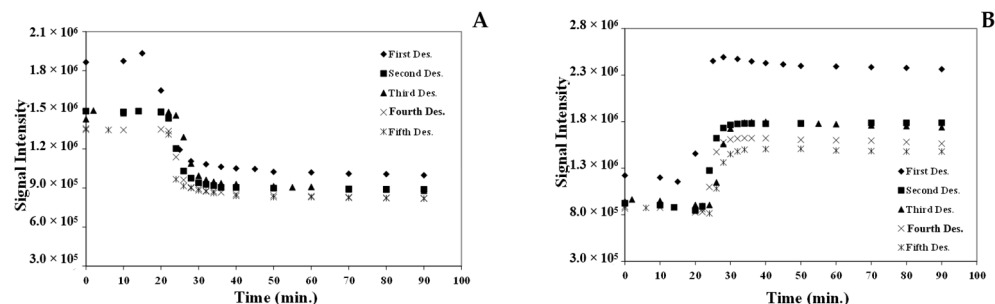 A
Signal Intensity
2.1 × 10⁶
1.8 × 10⁶
1.5 × 10⁶
1.2 × 10⁶
9.0 × 10⁵
6.0 × 10⁵
3.0 × 10⁵
First Des.
Second Des.
Third Des.
Fourth Des.
Fifth Des.
0 10 20 30 40 50 60 70 80 90 100
Time (min.)
B
Signal Intensity
2.8 × 10⁶
2.3 × 10⁶
1.8 × 10⁶
1.3 × 10⁶
8.0 × 10⁵
3.0 × 10⁵
First Des.
Second Des.
Third Des.
Fourth Des.
Fifth Des.
0 10 20 30 40 50 60 70 80 90 100
Time (min.)